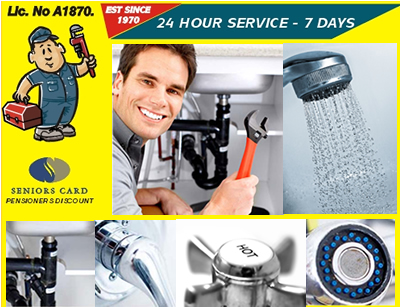 Lic. No A1870.
EST SINCE
1970
24 HOUR SERVICE - 7 DAYS
SENIORS CARD
PENSIONERS DISCOUNT
HOT